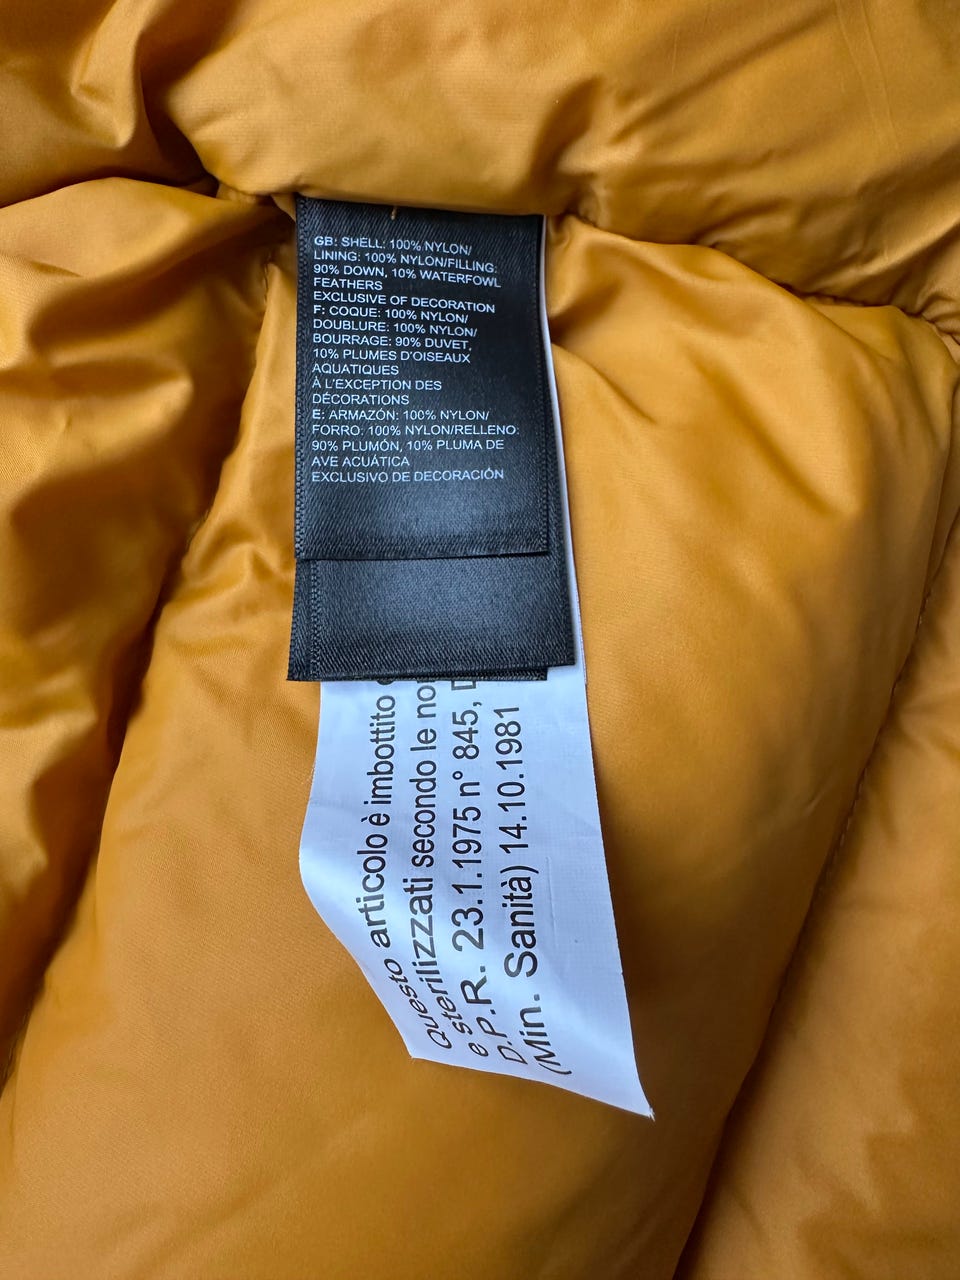 GB: SHELL: 100% NYLON/
LINING: 100% NYLON/FILLING:
90% DOWN, 10% WATERFOWL
FEATHERS
EXCLUSIVE OF DECORATION
F: COQUE: 100% NYLON/
DOUBLURE: 100% NYLON/
BOURRAGE: 90% DUVET,
10% PLUMES D'OISEAUX
AQUATIQUES
À L'EXCEPTION DES
DÉCORATIONS
E: ARMAZÓN: 100% NYLON/
FORRO: 100% NYLON/RELLENO:
90% PLUMÓN, 10% PLUMA DE
AVE ACUÁTICA
EXCLUSIVO DE DECORACIÓN
Questo articolo è imbottito
e sterilizzati secondo le
D.P.R. 23.1.1975 n° 845,
(Min. Sanità) 14.10.1981